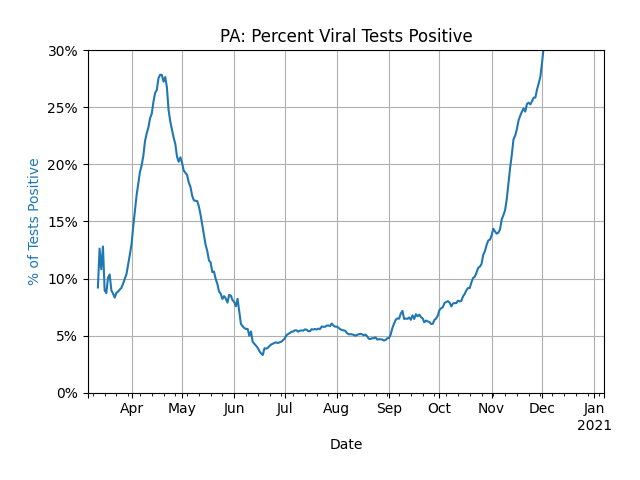 PA: Percent Viral Tests Positive
% of Tests Positive
30%
25%
20%
15%
10%
5%
0%
Apr May Jun Jul Aug Sep Oct Nov Dec Jan
2021
Date